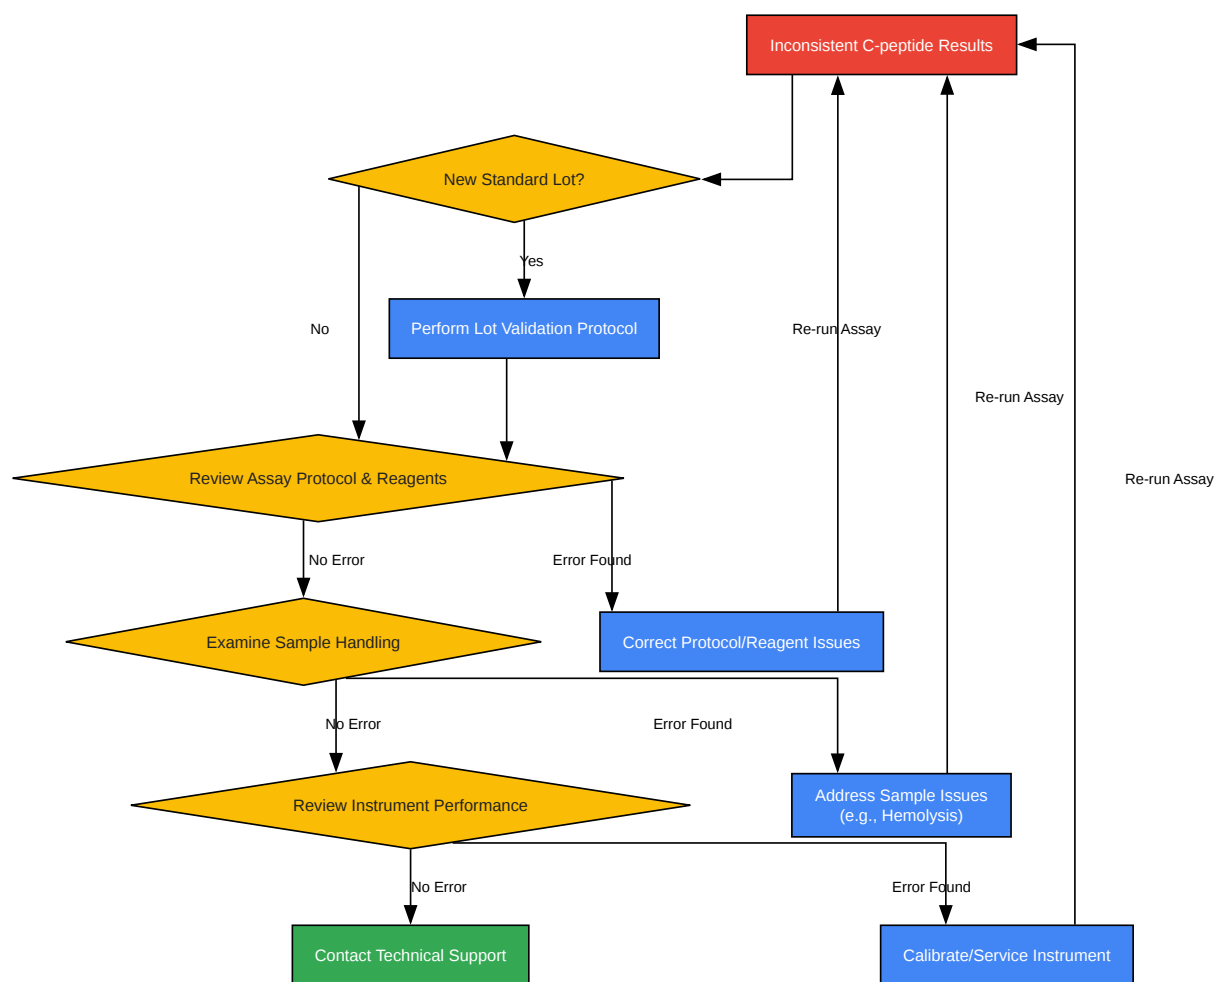 Inconsistent C-peptide Results
New Standard Lot?
Yes
No
Perform Lot Validation Protocol
Re-run Assay
Re-run Assay
Re-run Assay
Review Assay Protocol & Reagents
No Error
Error Found
Examine Sample Handling
Correct Protocol/Reagent Issues
No Error
Error Found
Review Instrument Performance
Address Sample Issues
(e.g., Hemolysis)
No Error
Error Found
Contact Technical Support
Calibrate/Service Instrument